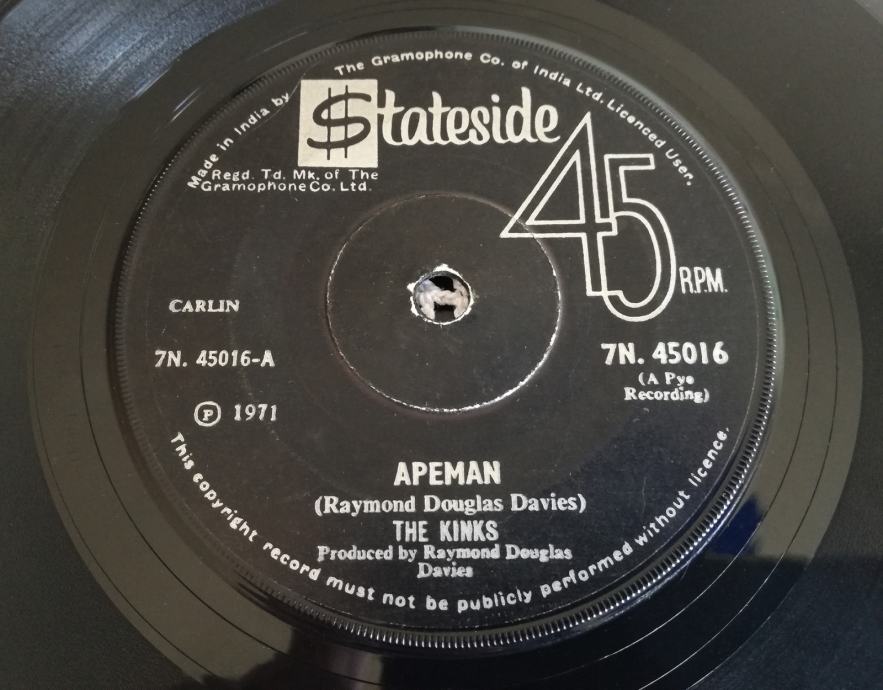 Made in India by The Gramophone Co. of India Ltd. Licenced User.
$tateside
Regd. Td. Mk. of The
Gramophone Co. Ltd.
45
R.P.M.
CARLIN
7N. 45016-A
7N. 45016
(A Pye
Recording)
Ⓟ 1971
APEMAN
(Raymond Douglas Davies)
THE KINKS
Produced by Raymond Douglas
Davies
This copyright record must not be publicly performed without licence.